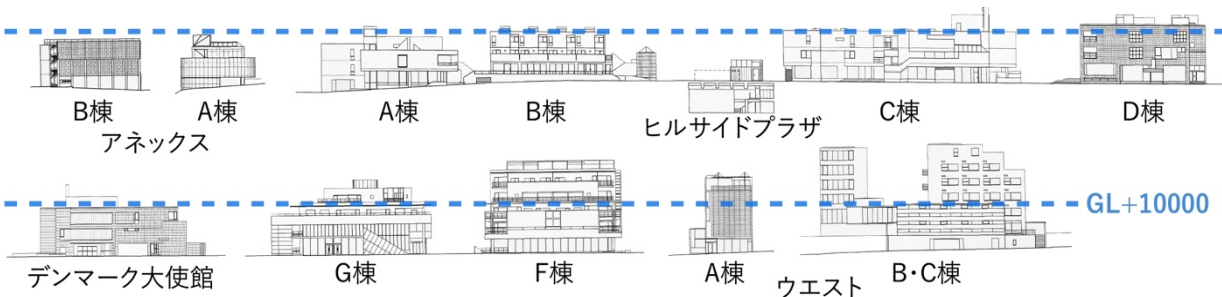 B棟
A棟
アネックス
A棟
B棟
ヒルサイドプラザ
C棟
D棟
GL+10000
デンマーク大使館
G棟
F棟
A棟
B・C棟
ウエスト